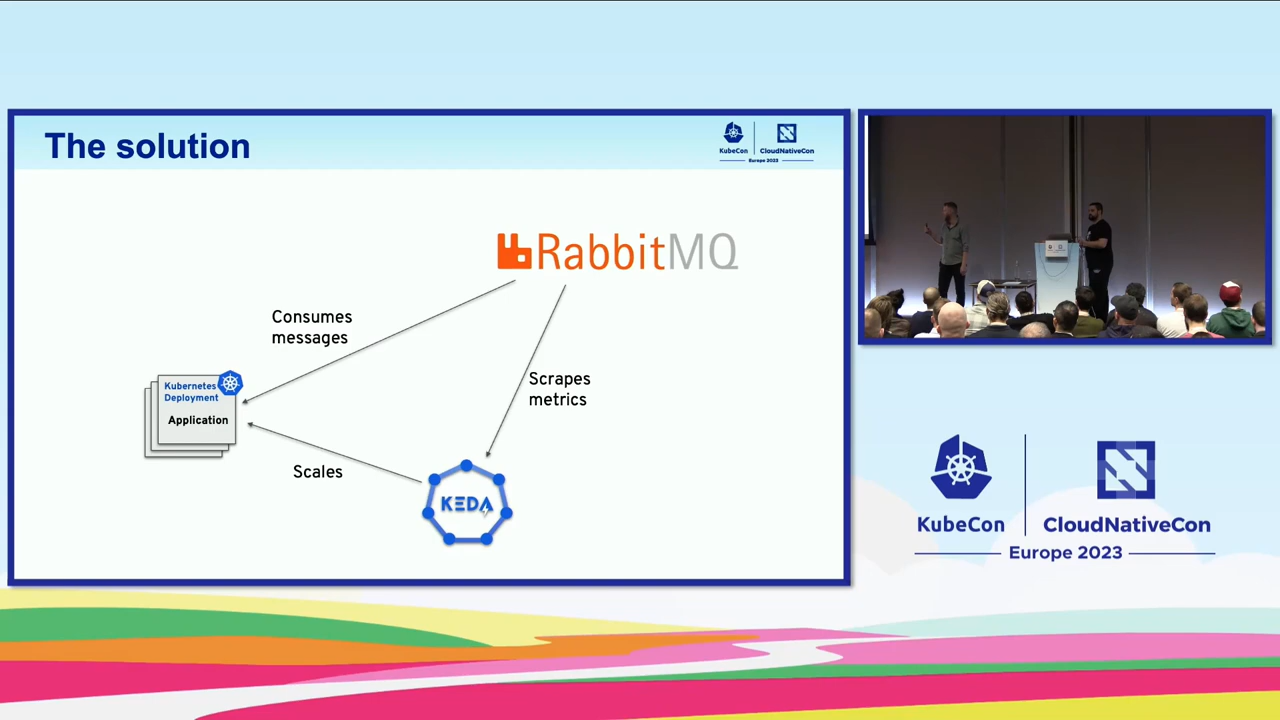 The solution
KubeCon
CloudNativeCon
Europe 2023
RabbitMQ
Consumes
messages
Scrapes
metrics
Kubernetes
Deployment
Application
Scales
KEDA
KubeCon
CloudNativeCon
Europe 2023